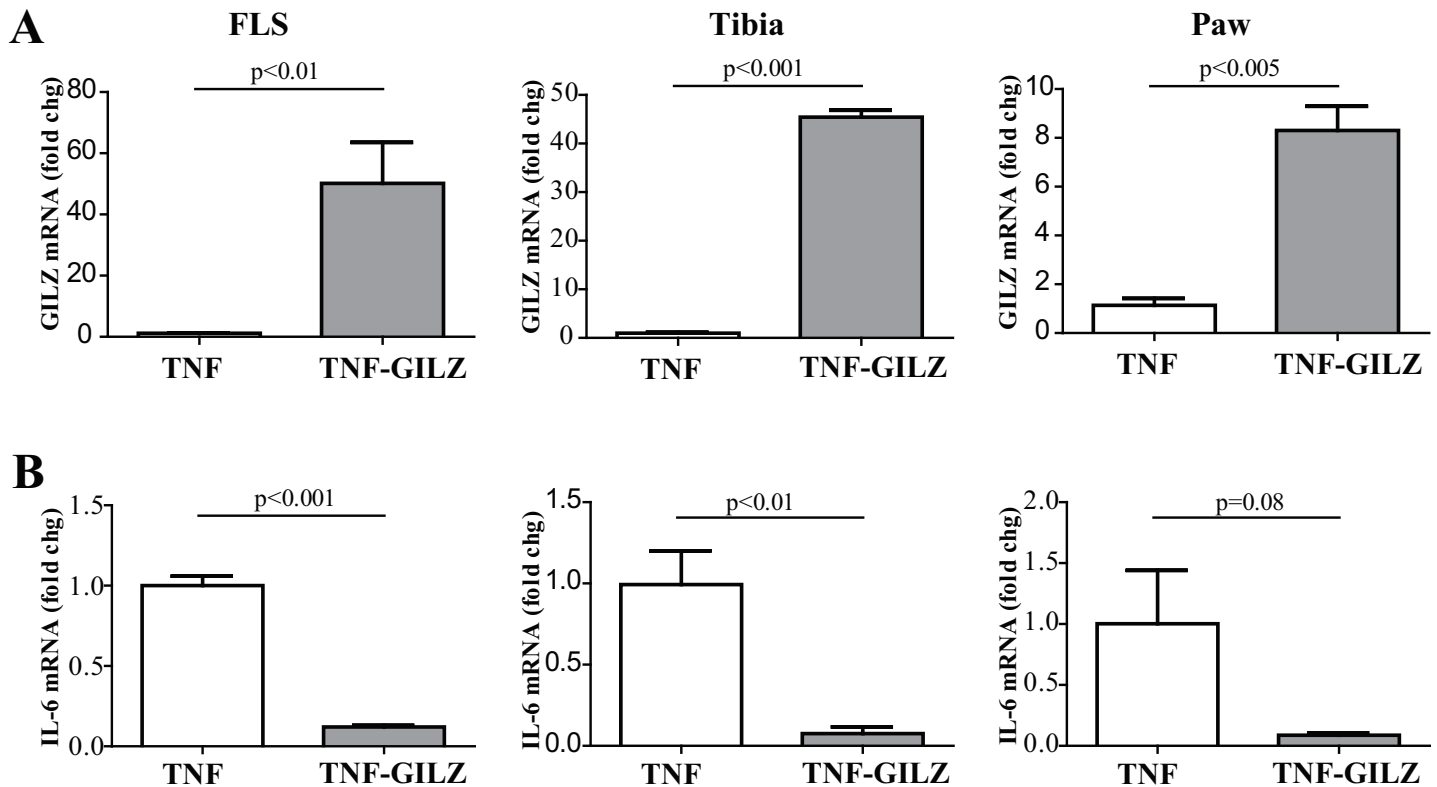 A
FLS
Tibia
Paw
p<0.01
p<0.001
p<0.005
GILZ mRNA (fold chg)
80
60
40
20
0
TNF
TNF-GILZ
GILZ mRNA (fold chg)
50
40
30
20
10
0
TNF
TNF-GILZ
GILZ mRNA (fold chg)
10
8
6
4
2
0
TNF
TNF-GILZ
B
p<0.001
p<0.01
p=0.08
IL-6 mRNA (fold chg)
1.5
1.0
0.5
0.0
TNF
TNF-GILZ
IL-6 mRNA (fold chg)
1.5
1.0
0.5
0.0
TNF
TNF-GILZ
IL-6 mRNA (fold chg)
2.0
1.5
1.0
0.5
0.0
TNF
TNF-GILZ